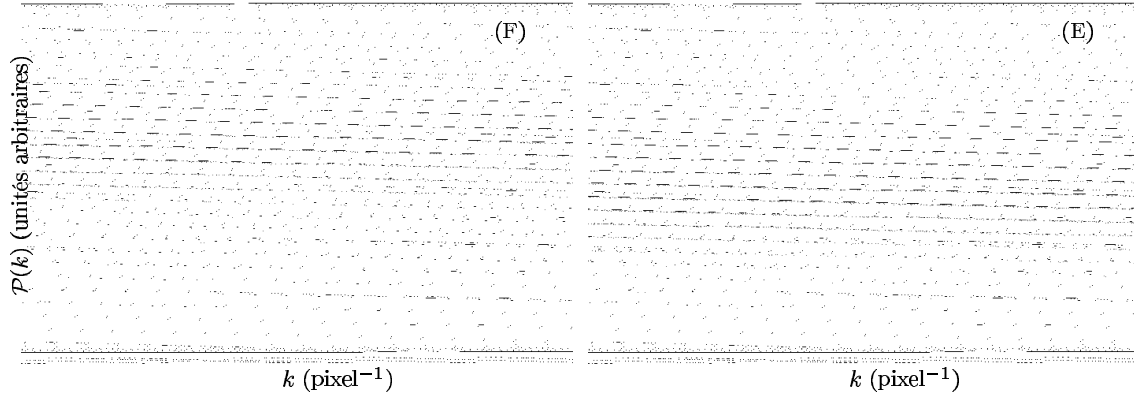 (F)
(E)
𝒫(k) (unités arbitraires)
k (pixel⁻¹)
k (pixel⁻¹)